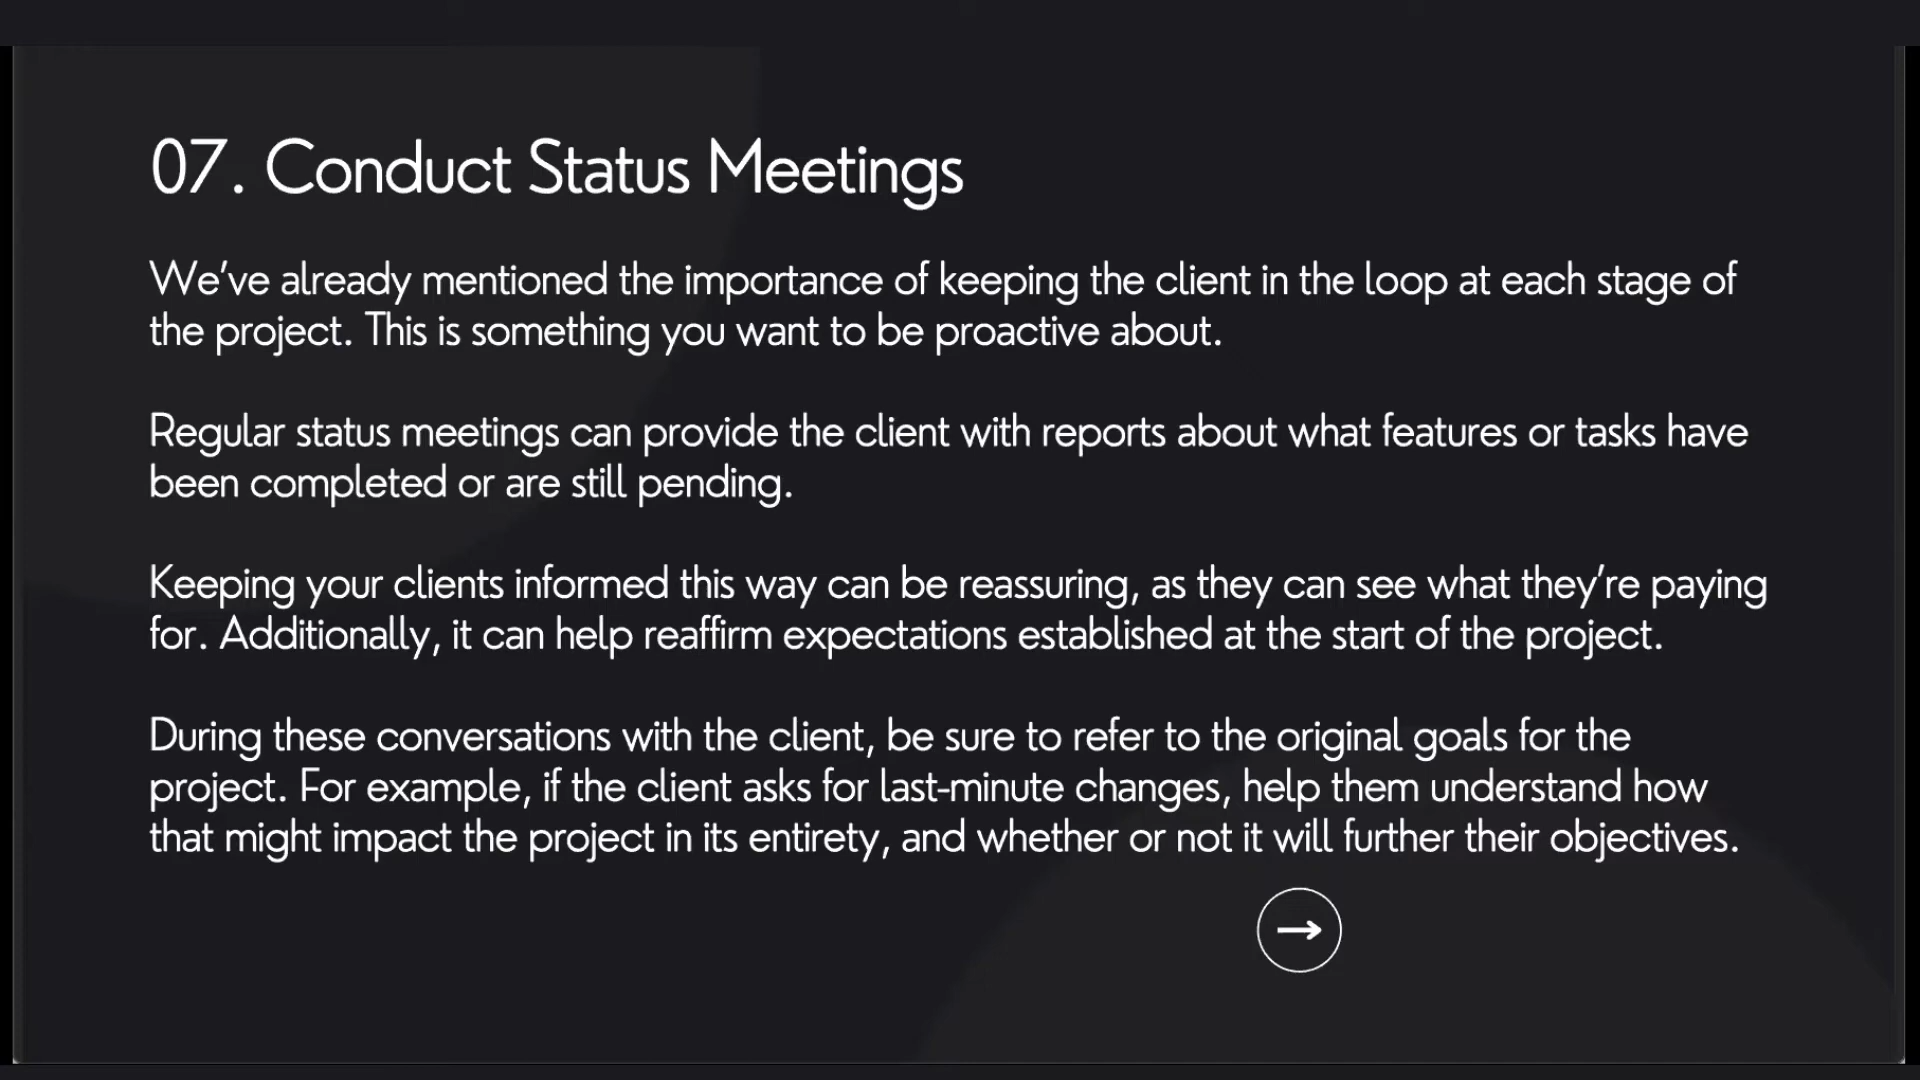 07. Conduct Status Meetings
We've already mentioned the importance of keeping the client in the loop at each stage of
the project. This is something you want to be proactive about.
Regular status meetings can provide the client with reports about what features or tasks have
been completed or are still pending.
Keeping your clients informed this way can be reassuring, as they can see what they're paying
for. Additionally, it can help reaffirm expectations established at the start of the project.
During these conversations with the client, be sure to refer to the original goals for the
project. For example, if the client asks for last-minute changes, help them understand how
that might impact the project in its entirety, and whether or not it will further their objectives.